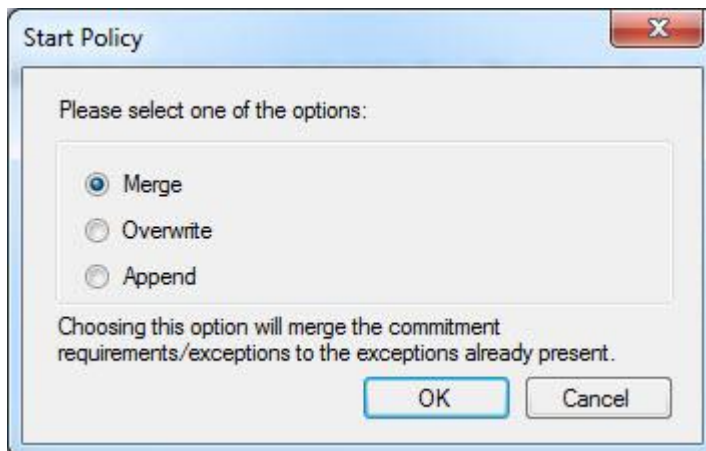 Start Policy
Please select one of the options:
Merge
Overwrite
Append
Choosing this option will merge the commitment
requirements/exceptions to the exceptions already present.
OK Cancel